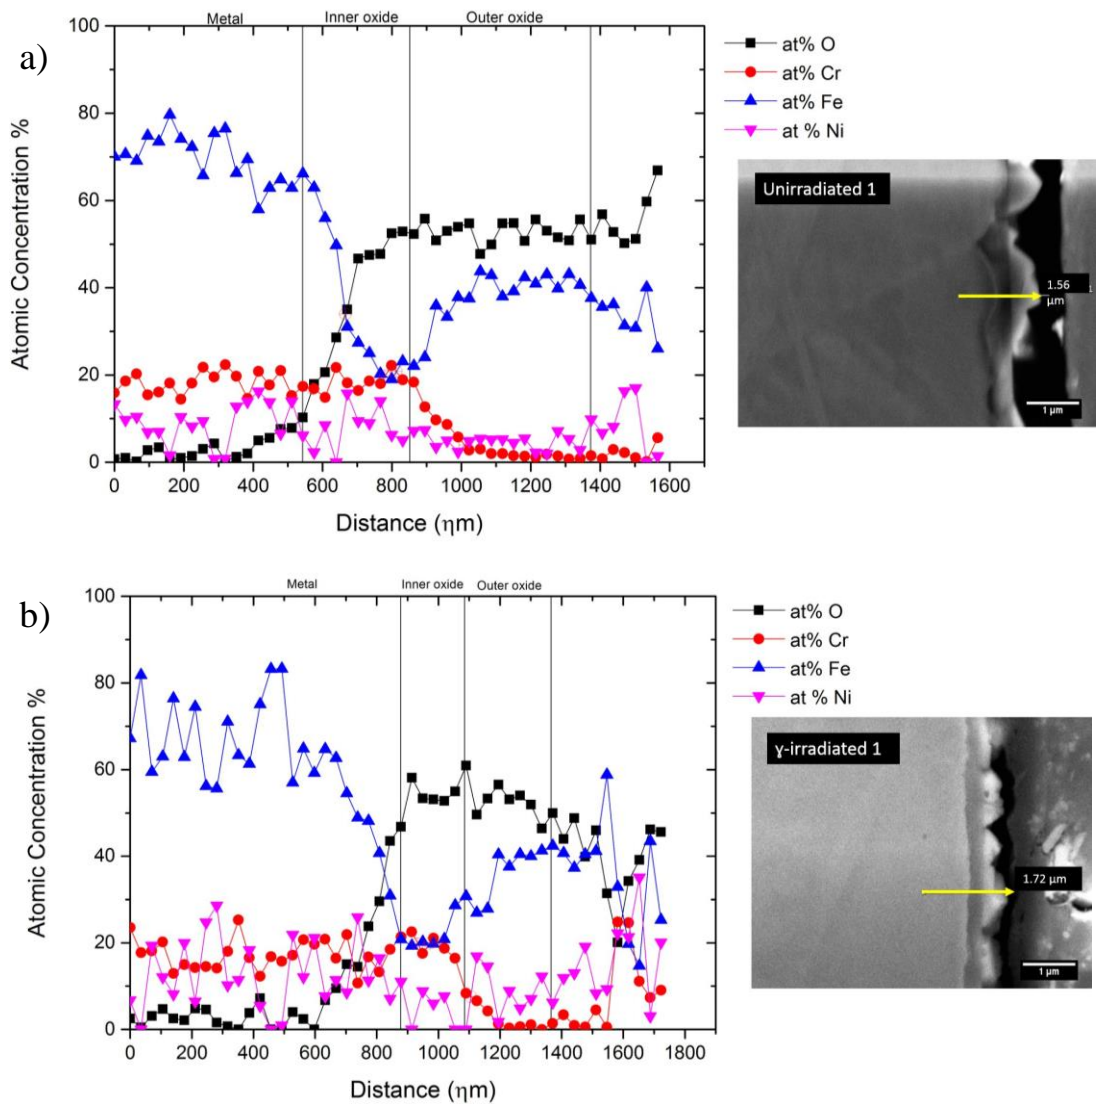 a)
Metal Inner oxide Outer oxide
100
80
60
40
20
0
Atomic Concentration %
0 200 400 600 800 1000 1200 1400 1600
Distance (ηm)
at% O
at% Cr
at% Fe
at % Ni
Unirradiated 1
1.56
μm
1
1 μm
b)
Metal Inner oxide Outer oxide
100
80
60
40
20
0
Atomic Concentration %
0 200 400 600 800 1000 1200 1400 1600 1800
Distance (ηm)
at% O
at% Cr
at% Fe
at % Ni
ɣ-irradiated 1
1.72 μm
1 μm